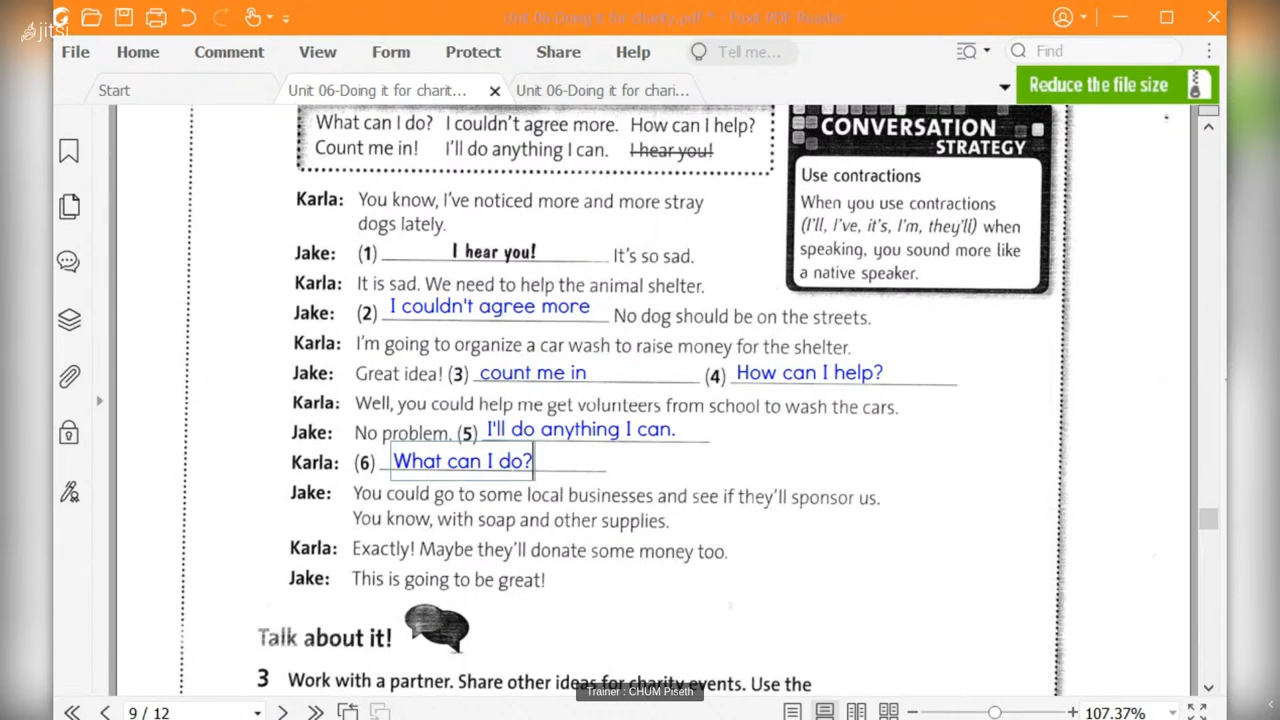 jitsi
Unit 06-Doing it for charity.pdf * - Foxit PDF Reader
File Home Comment View Form Protect Share Help Tell me... Find
Start Unit 06-Doing it for charit... Unit 06-Doing it for chari... Reduce the file size
What can I do? I couldn't agree more. How can I help?
Count me in! I'll do anything I can. I hear you!
CONVERSATION
STRATEGY
Use contractions
When you use contractions
(I'll, I've, it's, I'm, they'll) when
speaking, you sound more like
a native speaker.
Karla: You know, I've noticed more and more stray
dogs lately.
Jake: (1) I hear you! It's so sad.
Karla: It is sad. We need to help the animal shelter.
Jake: (2) I couldn't agree more No dog should be on the streets.
Karla: I'm going to organize a car wash to raise money for the shelter.
Jake: Great idea! (3) count me in (4) How can I help?
Karla: Well, you could help me get volunteers from school to wash the cars.
Jake: No problem. (5) I'll do anything I can.
Karla: (6) What can I do?
Jake: You could go to some local businesses and see if they'll sponsor us.
You know, with soap and other supplies.
Karla: Exactly! Maybe they'll donate some money too.
Jake: This is going to be great!
Talk about it!
3 Work with a partner. Share other ideas for charity events. Use the
Trainer : CHUM Piseth
9 / 12 107.37%